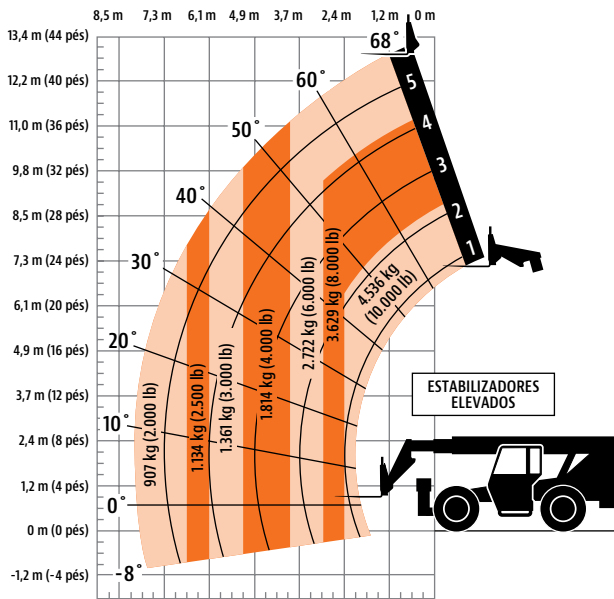 8,5 m 7,3 m 6,1 m 4,9 m 3,7 m 2,4 m 1,2 m 0 m
13,4 m (44 pés)
12,2 m (40 pés)
11,0 m (36 pés)
9,8 m (32 pés)
8,5 m (28 pés)
7,3 m (24 pés)
6,1 m (20 pés)
4,9 m (16 pés)
3,7 m (12 pés)
2,4 m (8 pés)
1,2 m (4 pés)
0 m (0 pés)
-1,2 m (-4 pés)
68°
60°
50°
40°
30°
20°
10°
0°
-8°
5
4
3
2
1
907 kg (2.000 lb)
1.134 kg (2.500 lb)
1.361 kg (3.000 lb)
1.814 kg (4.000 lb)
2.722 kg (6.000 lb)
3.629 kg (8.000 lb)
4.536 kg
(10.000 lb)
ESTABILIZADORES
ELEVADOS